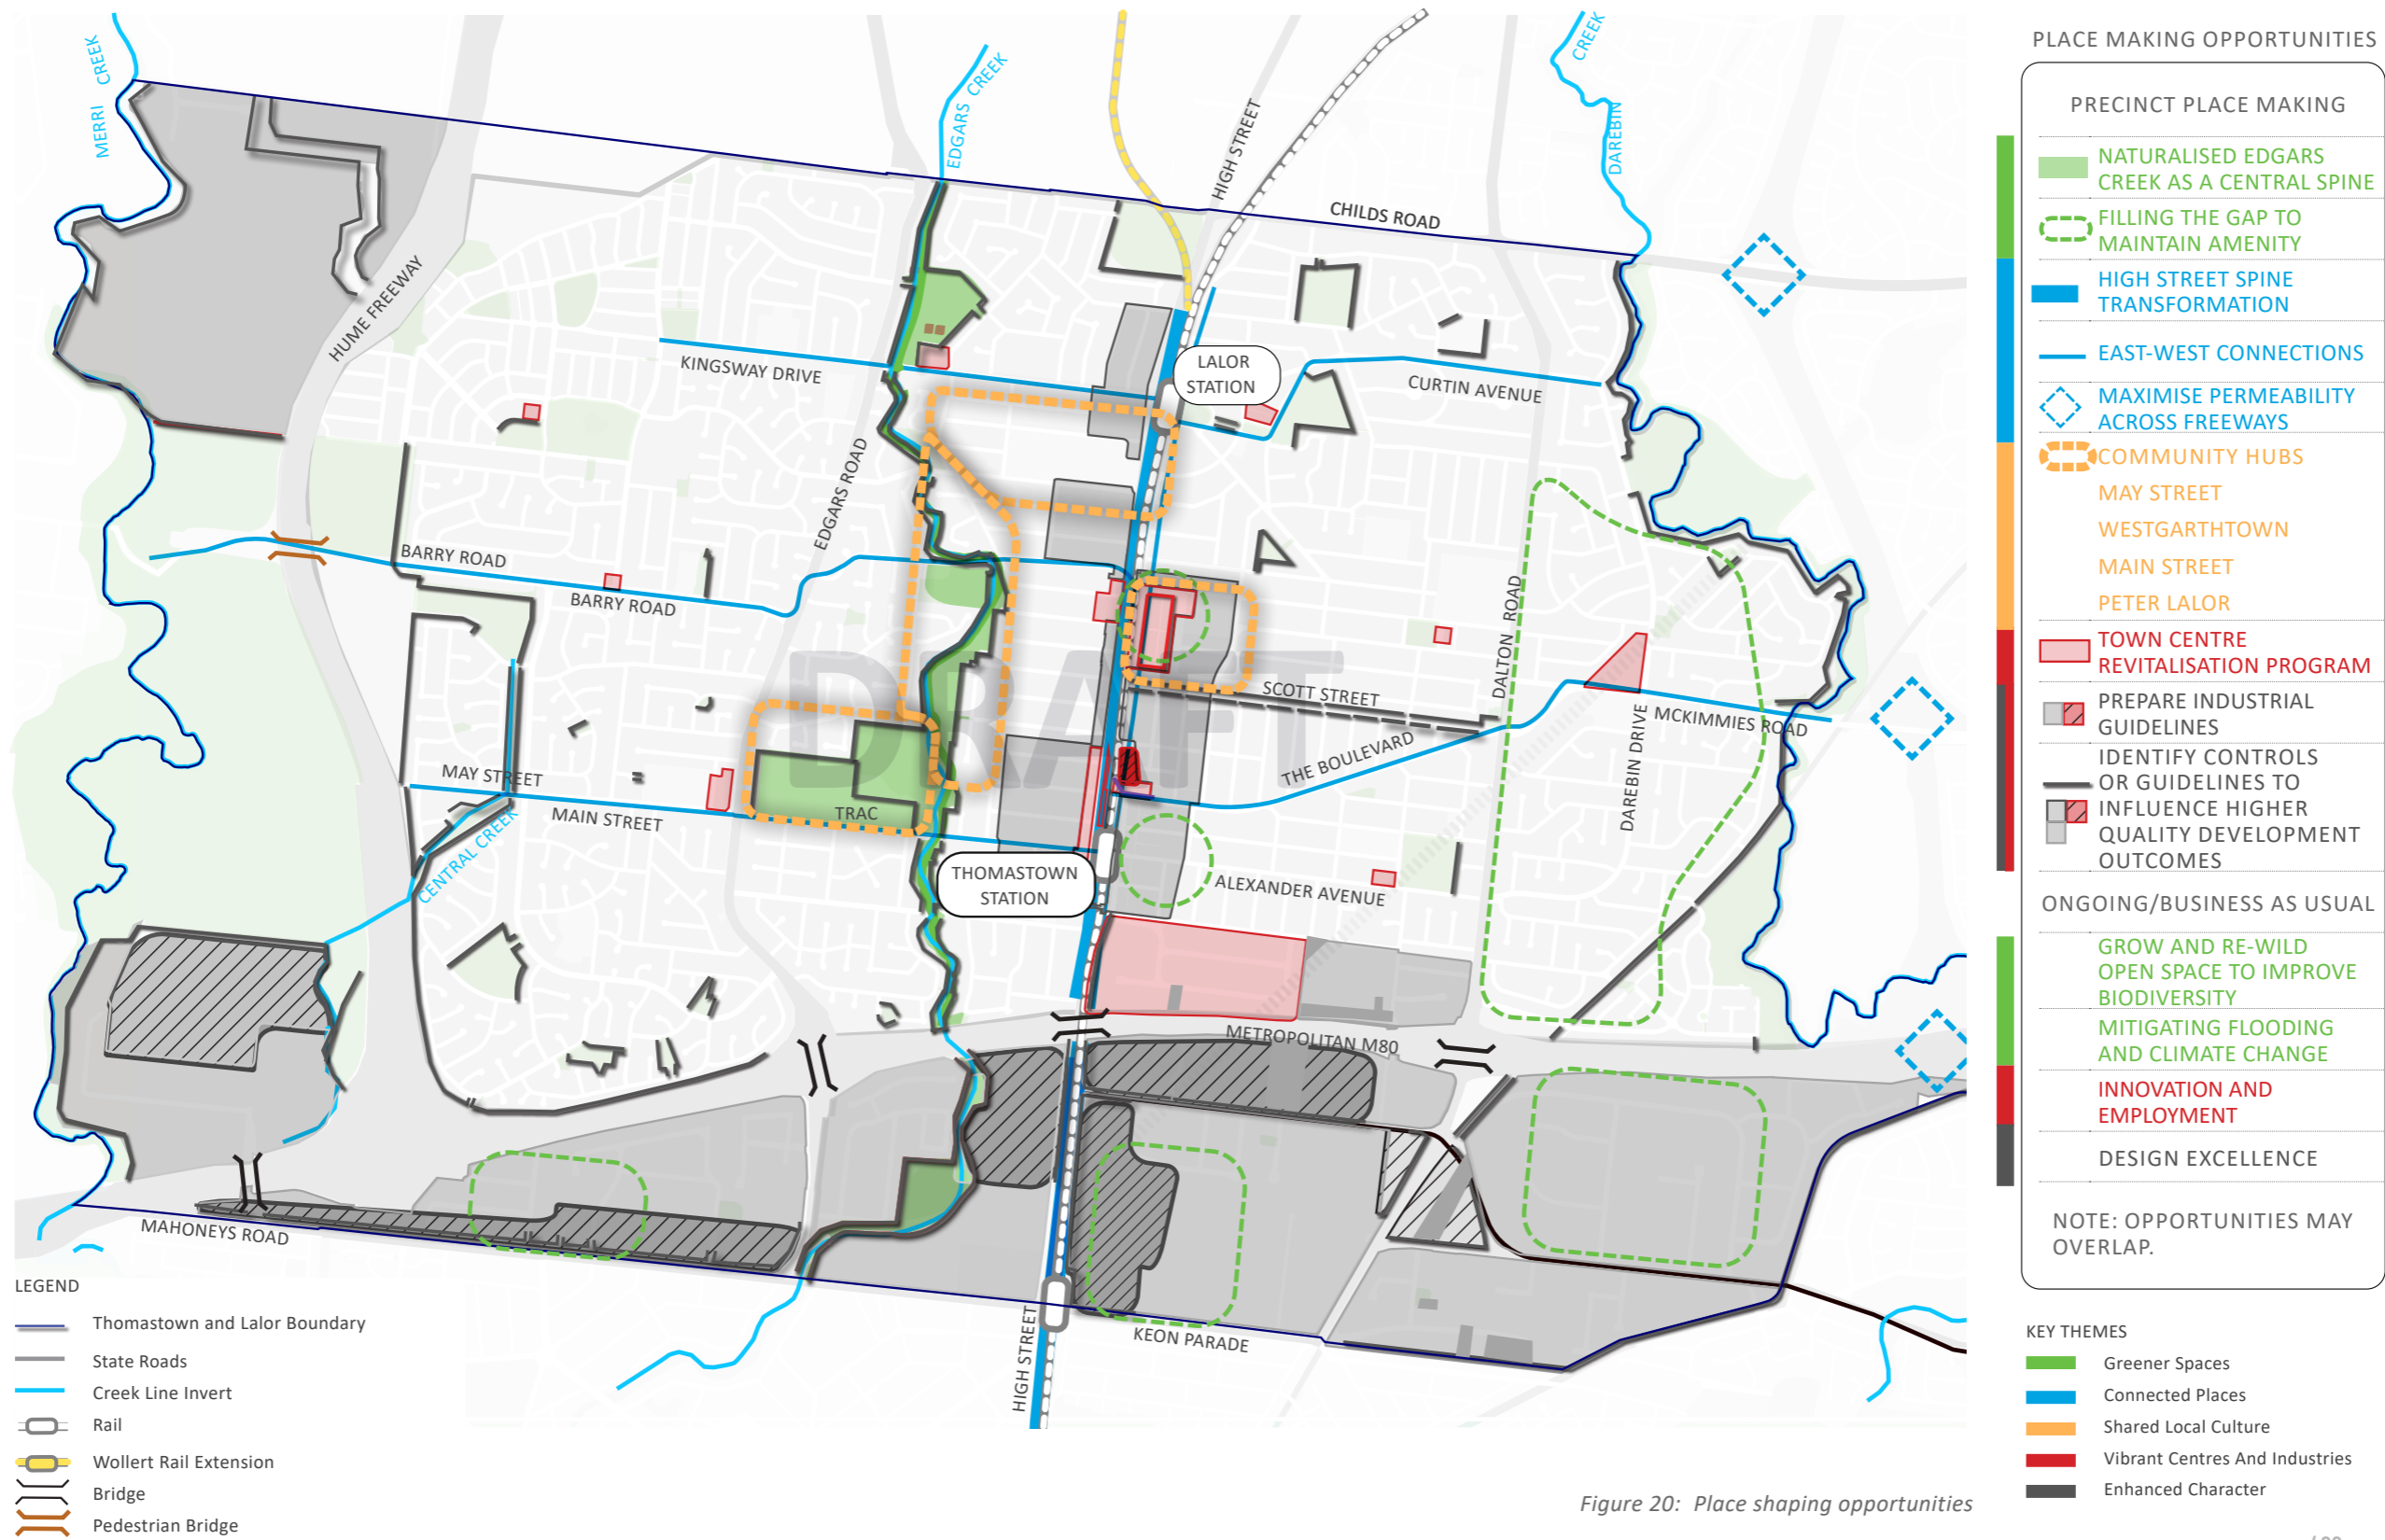 MERRI CREEK
EDGARS CREEK
HIGH STREET
CREEK
DAREBIN
CHILDS ROAD
HUME FREEWAY
KINGSWAY DRIVE
LALOR
STATION
CURTIN AVENUE
EDGARS ROAD
BARRY ROAD
BARRY ROAD
DALTON ROAD
DRAFT
SCOTT STREET
MCKIMMIES ROAD
DAREBIN DRIVE
THE BOULEVARD
MAY STREET
MAIN STREET
TRAC
CENTRAL CREEK
THOMASTOWN
STATION
ALEXANDER AVENUE
METROPOLITAN M80
MAHONEYS ROAD
HIGH STREET
KEON PARADE
LEGEND
Thomastown and Lalor Boundary
State Roads
Creek Line Invert
Rail
Wollert Rail Extension
Bridge
Pedestrian Bridge
PLACE MAKING OPPORTUNITIES
PRECINCT PLACE MAKING
NATURALISED EDGARS
CREEK AS A CENTRAL SPINE
FILLING THE GAP TO
MAINTAIN AMENITY
HIGH STREET SPINE
TRANSFORMATION
EAST-WEST CONNECTIONS
MAXIMISE PERMEABILITY
ACROSS FREEWAYS
COMMUNITY HUBS
MAY STREET
WESTGARTHTOWN
MAIN STREET
PETER LALOR
TOWN CENTRE
REVITALISATION PROGRAM
PREPARE INDUSTRIAL
GUIDELINES
IDENTIFY CONTROLS
OR GUIDELINES TO
INFLUENCE HIGHER
QUALITY DEVELOPMENT
OUTCOMES
ONGOING/BUSINESS AS USUAL
GROW AND RE-WILD
OPEN SPACE TO IMPROVE
BIODIVERSITY
MITIGATING FLOODING
AND CLIMATE CHANGE
INNOVATION AND
EMPLOYMENT
DESIGN EXCELLENCE
NOTE: OPPORTUNITIES MAY
OVERLAP.
KEY THEMES
Greener Spaces
Connected Places
Shared Local Culture
Vibrant Centres And Industries
Enhanced Character
Figure 20: Place shaping opportunities